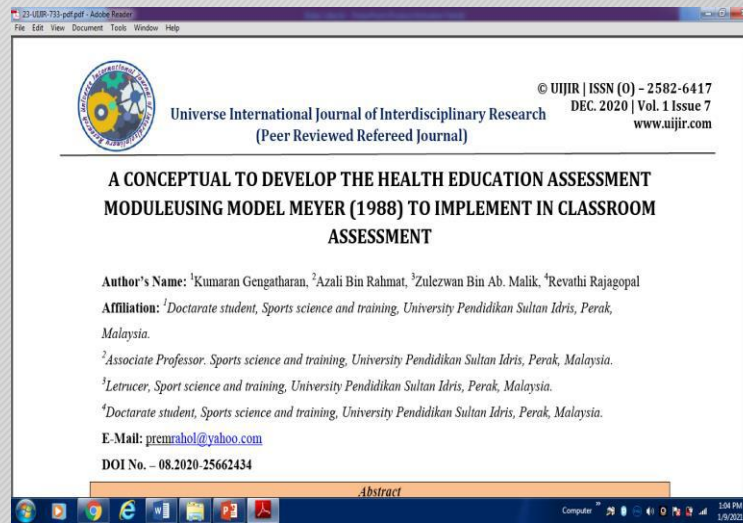 23-UIJIR-733-pdf.pdf - Adobe Reader
File Edit View Document Tools Window Help
Universe International Journal of Interdisciplinary Research
© UIJIR | ISSN (O) – 2582-6417
DEC. 2020 | Vol. 1 Issue 7
www.uijir.com
Universe International Journal of Interdisciplinary Research
(Peer Reviewed Refereed Journal)
A CONCEPTUAL TO DEVELOP THE HEALTH EDUCATION ASSESSMENT
MODULEUSING MODEL MEYER (1988) TO IMPLEMENT IN CLASSROOM
ASSESSMENT
Author's Name: ¹Kumaran Gengatharan, ²Azali Bin Rahmat, ³Zulezwan Bin Ab. Malik, ⁴Revathi Rajagopal
Affiliation: ¹Doctarate student, Sports science and training, University Pendidikan Sultan Idris, Perak,
Malaysia.
²Associate Professor. Sports science and training, University Pendidikan Sultan Idris, Perak, Malaysia.
³Letrucer, Sport science and training, University Pendidikan Sultan Idris, Perak, Malaysia.
⁴Doctarate student, Sports science and training, University Pendidikan Sultan Idris, Perak, Malaysia.
E-Mail: premrahol@yahoo.com
DOI No. – 08.2020-25662434
Abstract
Computer
1:04 PM